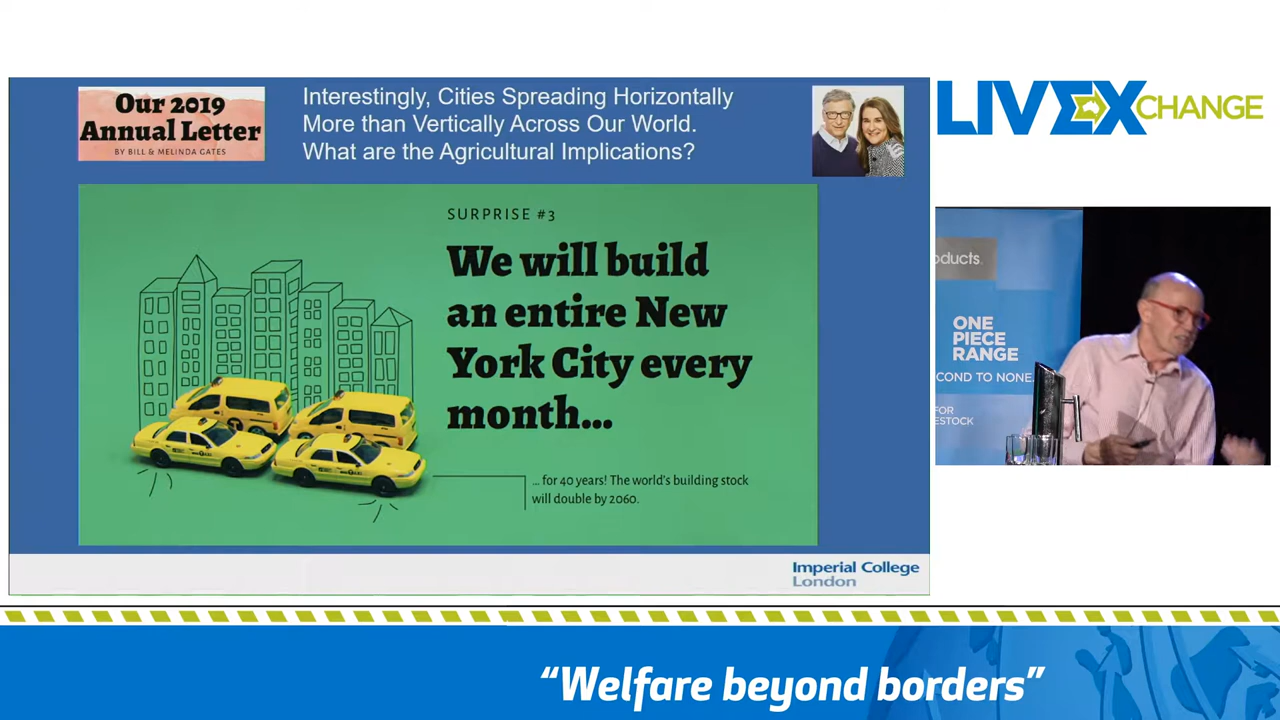 Our 2019
Annual Letter
BY BILL & MELINDA GATES
Interestingly, Cities Spreading Horizontally
More than Vertically Across Our World.
What are the Agricultural Implications?
SURPRISE #3
We will build
an entire New
York City every
month...
... for 40 years! The world's building stock
will double by 2060.
Imperial College
London
LIVEXCHANGE
oducts
ONE
PIECE
RANGE
COND TO NONE.
FOR
ESTOCK
“Welfare beyond borders”